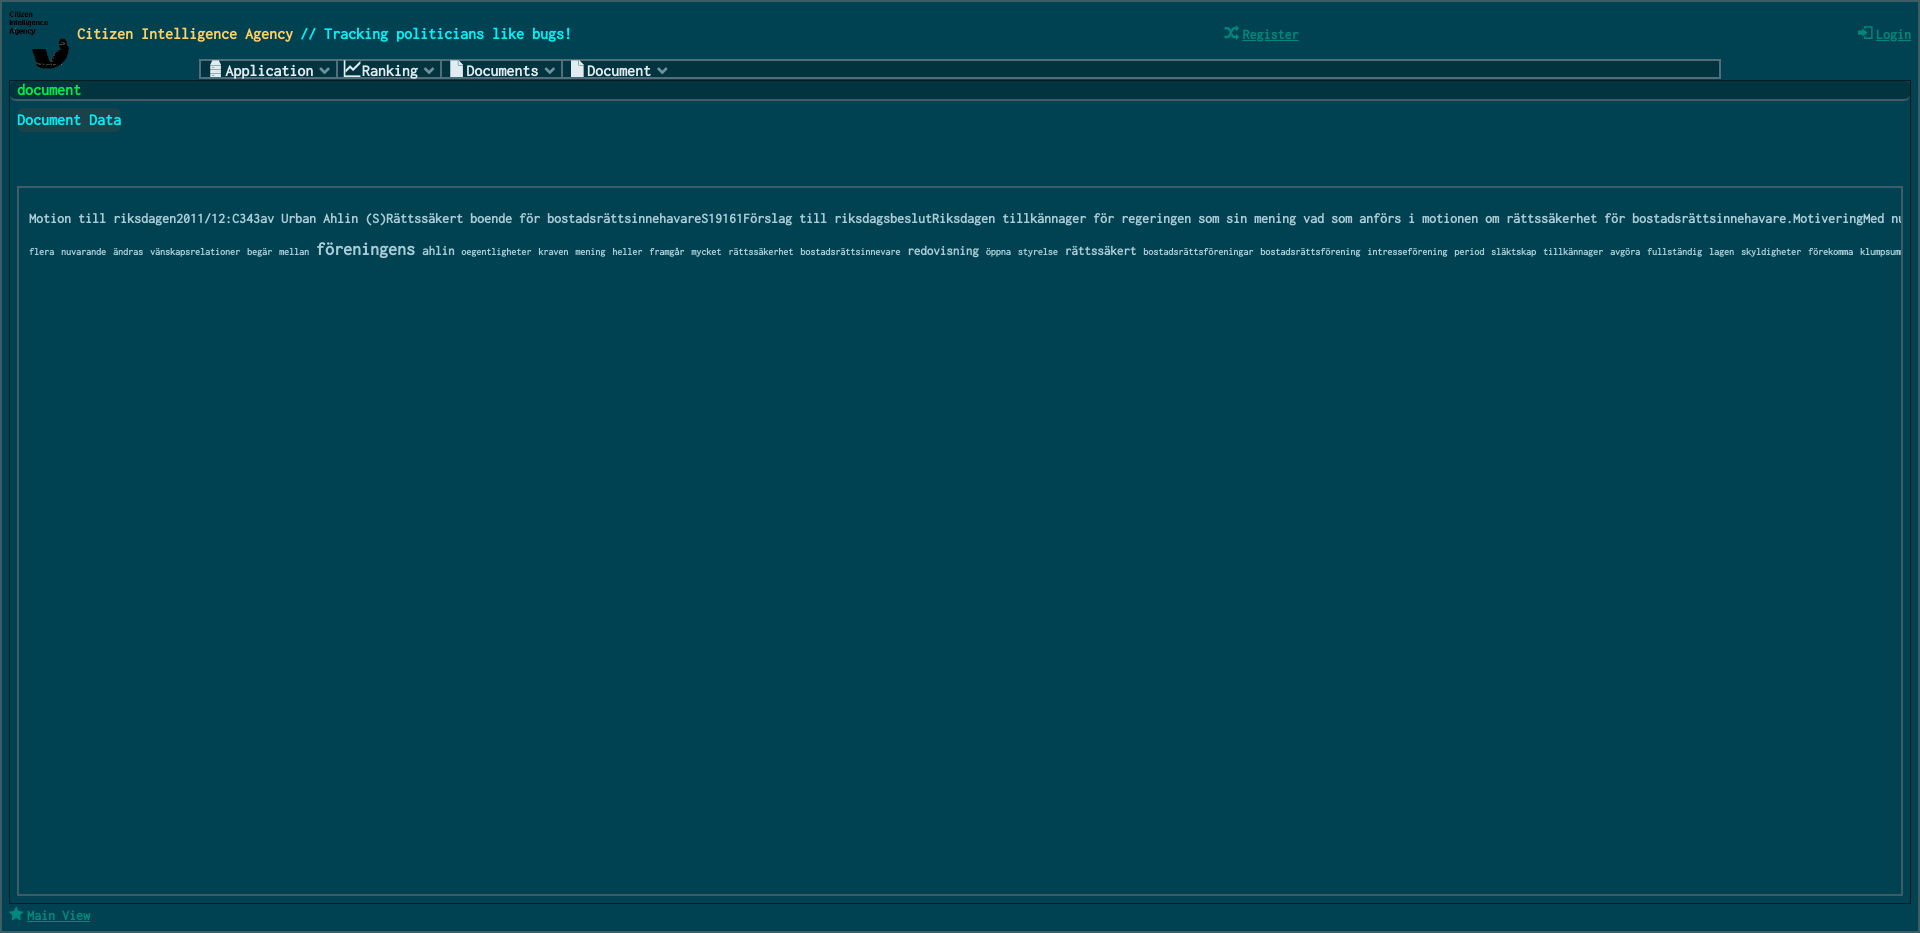 Citizen
Intelligence
Agency
Citizen Intelligence Agency // Tracking politicians like bugs!
Register
Login
Application Ranking Documents Document
document
Document Data
Motion till riksdagen2011/12:C343av Urban Ahlin (S)Rättssäkert boende för bostadsrättsinnehavareS19161Förslag till riksdagsbeslutRiksdagen tillkännager för regeringen som sin mening vad som anförs i motionen om rättssäkerhet för bostadsrättsinnehavare.MotiveringMed nu
flera nuvarande ändras vänskapsrelationer begär mellan föreningens ahlin oegentligheter kraven mening heller framgår mycket rättssäkerhet bostadsrättsinnevare redovisning öppna styrelse rättssäkert bostadsrättsföreningar bostadsrättsförening intresseförening period släktskap tillkännager avgöra fullständig lagen skyldigheter förekomma klumpsum
Main View